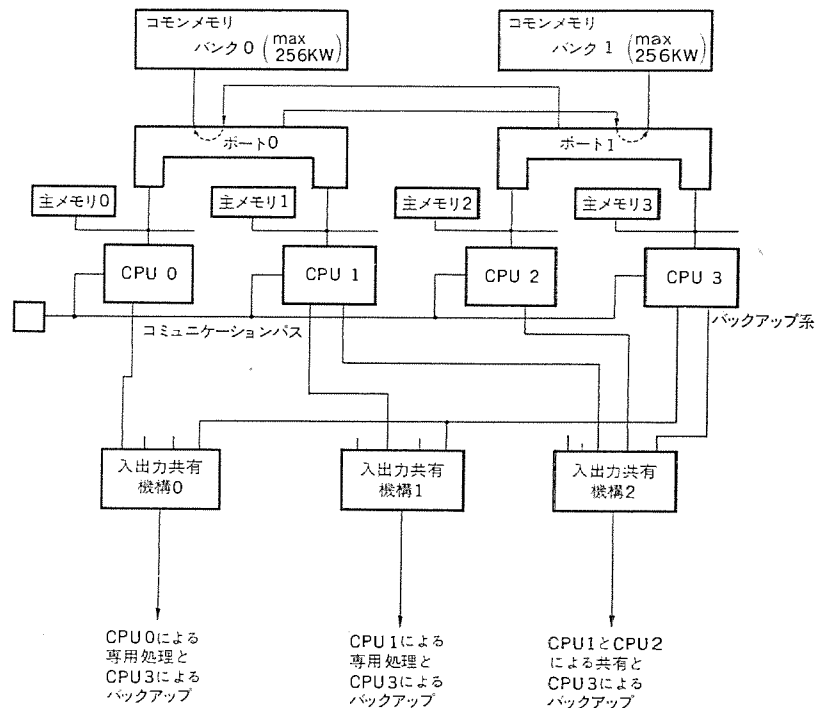 コモンメモリ
バンク0 (max 256KW)
コモンメモリ
バンク1 (max 256KW)
ポート0
ポート1
主メモリ0
主メモリ1
主メモリ2
主メモリ3
CPU 0
CPU 1
CPU 2
CPU 3
コミュニケーションパス
バックアップ系
入出力共有
機構0
入出力共有
機構1
入出力共有
機構2
CPU0による
専用処理と
CPU3による
バックアップ
CPU1による
専用処理と
CPU3による
バックアップ
CPU1とCPU2
による共有と
CPU3による
バックアップ